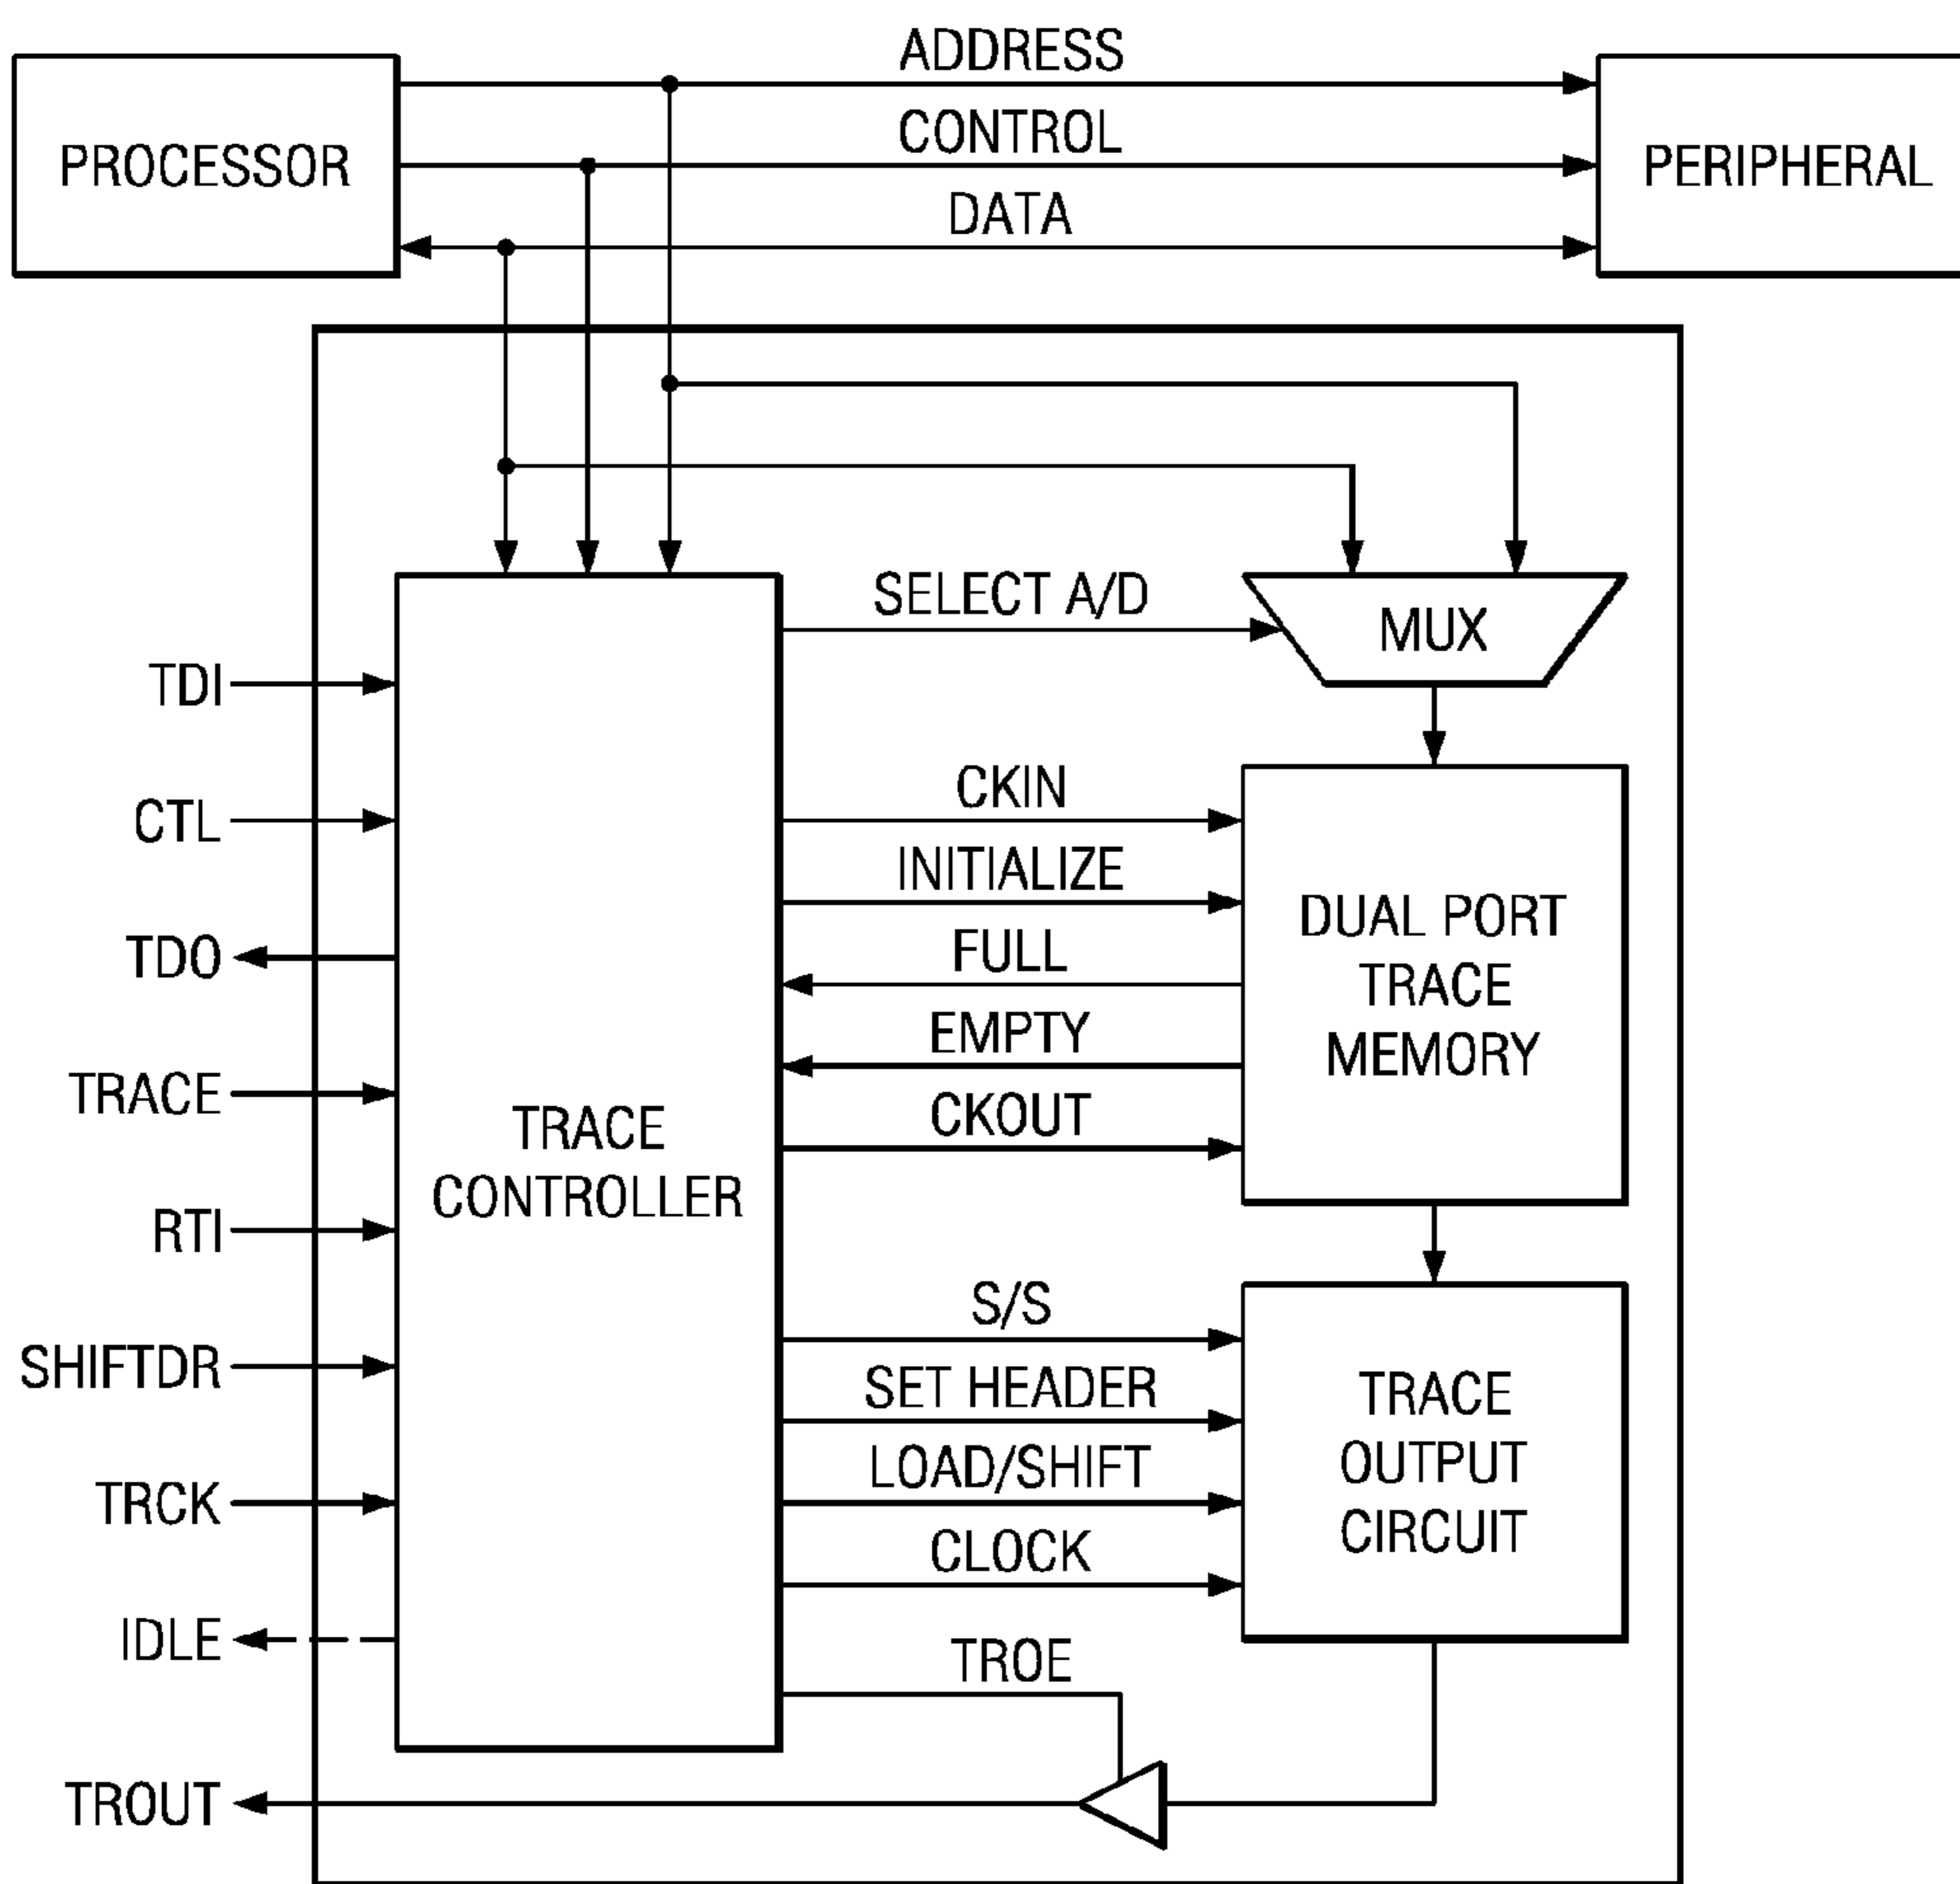 ADDRESS
PROCESSOR
CONTROL
PERIPHERAL
DATA
SELECT A/D
MUX
TDI
CTL
TDO
TRACE
RTI
SHIFTDR
TRCK
IDLE
TROUT
TRACE
CONTROLLER
CKIN
INITIALIZE
FULL
EMPTY
CKOUT
DUAL PORT
TRACE
MEMORY
S/S
SET HEADER
LOAD/SHIFT
CLOCK
TROE
TRACE
OUTPUT
CIRCUIT